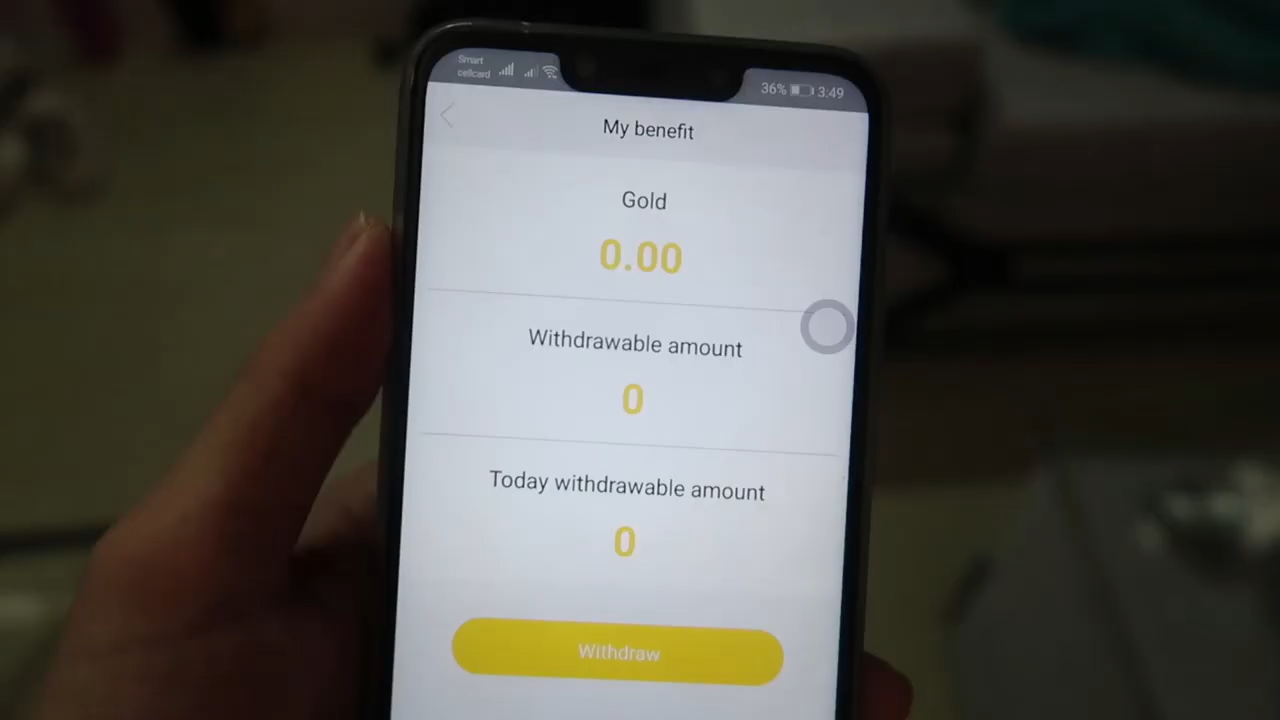 Smart
cellcard
36% 3:49
My benefit
Gold
0.00
Withdrawable amount
0
Today withdrawable amount
0
Withdraw